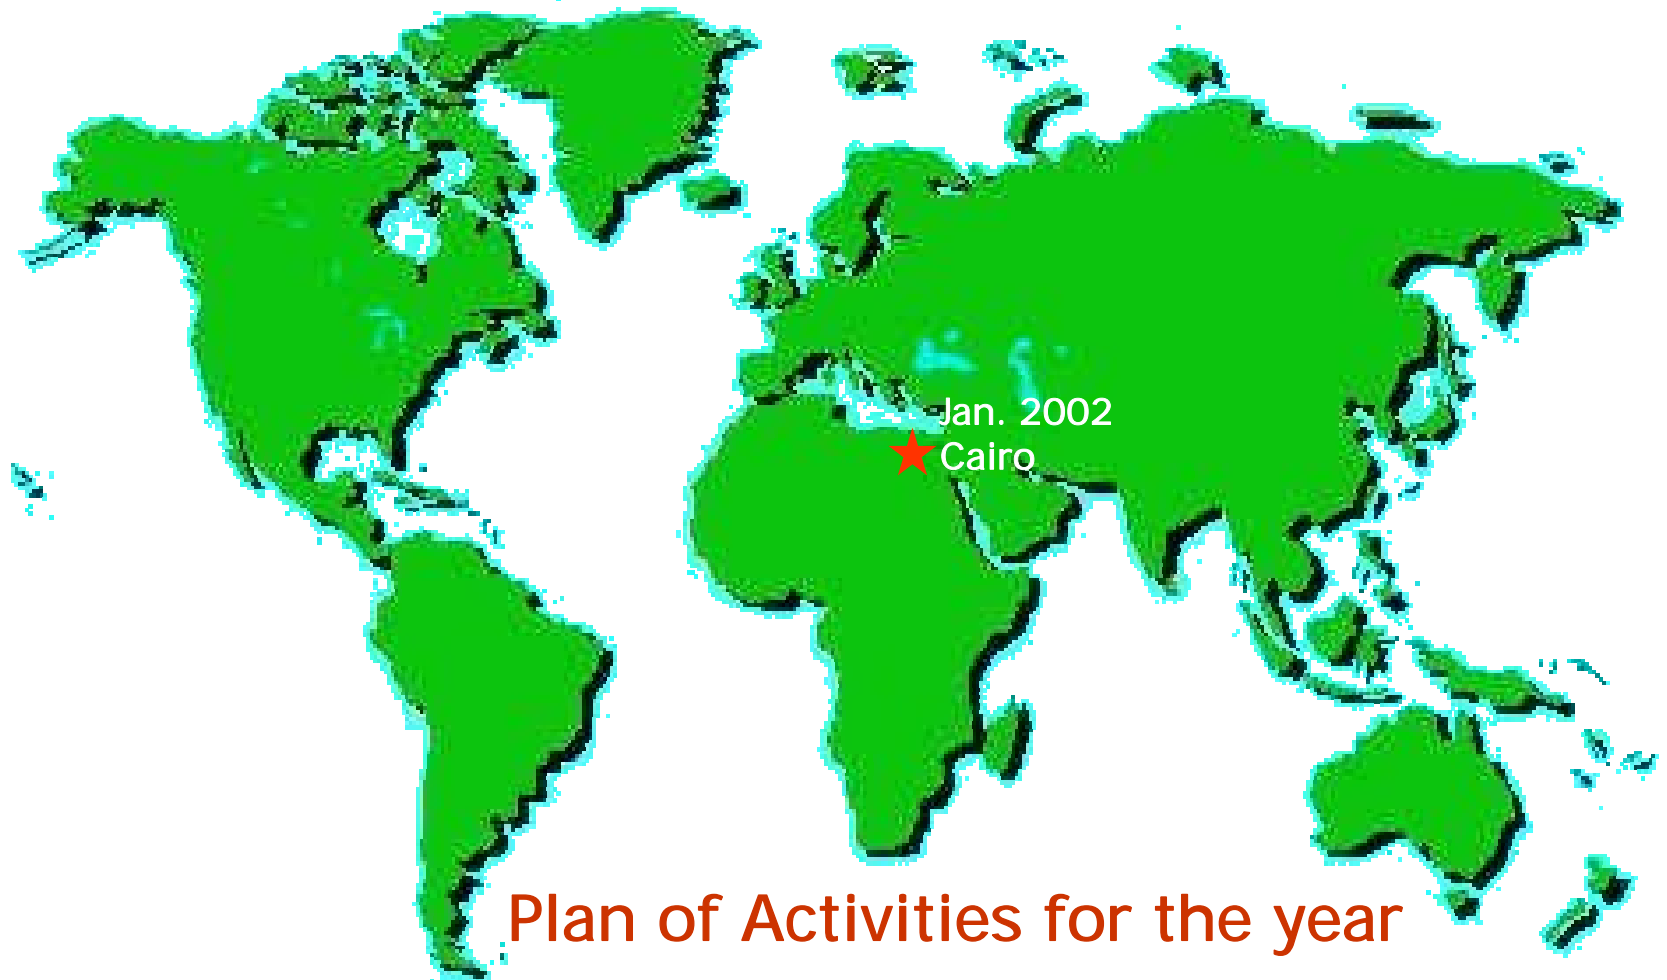 Jan. 2002
Cairo
Plan of Activities for the year